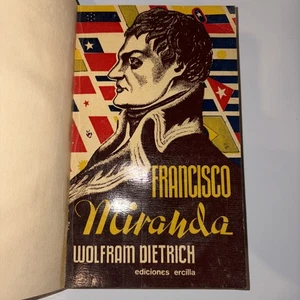 FRANCISCO
Miranda
WOLFRAM DIETRICH
ediciones ercilla